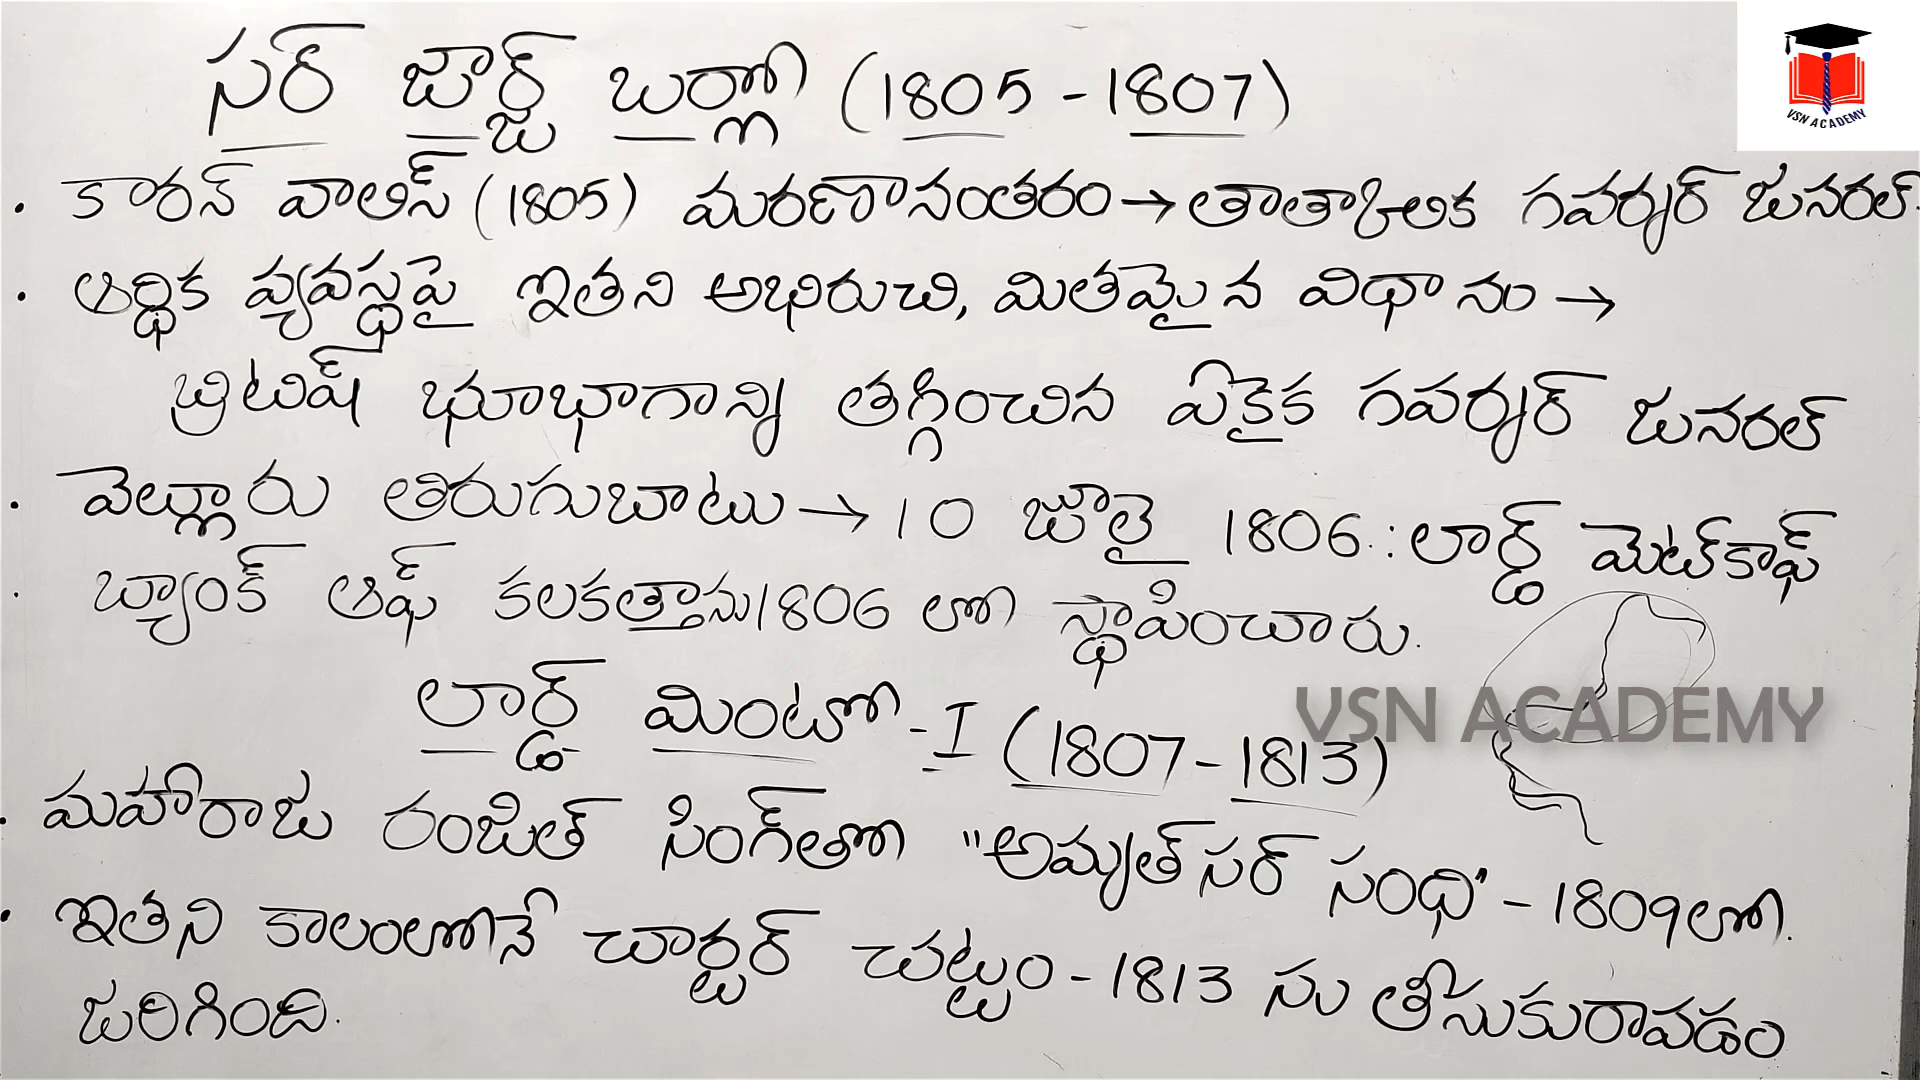 సర్ జార్జ్ బర్లో (1805 - 1807)
VSN ACADEMY
. కారన్ వాలిస్ (1805) మరణానంతరం → తాత్కాలిక గవర్నర్ జనరల్.
. ఆర్థిక వ్యవస్థపై ఇతని అభిరుచి, మితమైన విధానం →
బ్రిటిష్ భూభాగాన్ని తగ్గించిన ఏకైక గవర్నర్ జనరల్
. వెల్లూరు తిరుగుబాటు → 10 జూలై 1806.: లార్డ్ మెట్‌కాఫ్
. బ్యాంక్ ఆఫ్ కలకత్తాను 1806 లో స్థాపించారు.
లార్డ్ మింటో - I (1807 - 1813)
VSN ACADEMY
. మహారాజు రంజిత్ సింగ్‌తో "అమృత్‌సర్ సంధి" - 1809లో.
. ఇతని కాలంలోనే చార్టర్ చట్టం - 1813 ను తీసుకురావడం
జరిగింది.